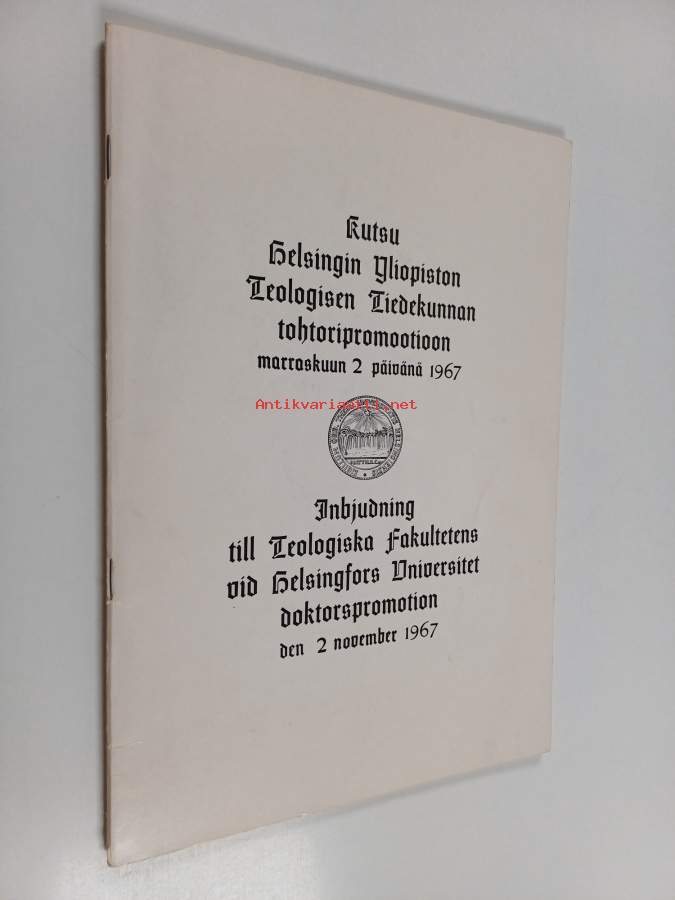 Kutsu
Helsingin Yliopiston
Teologisen Tiedekunnan
tohtoripromootioon
marraskuun 2 päivänä 1967
Antikvariaatti.net
Inbjudning
till Teologiska Fakultetens
vid Helsingfors Universitet
doktorspromotion
den 2 november 1967